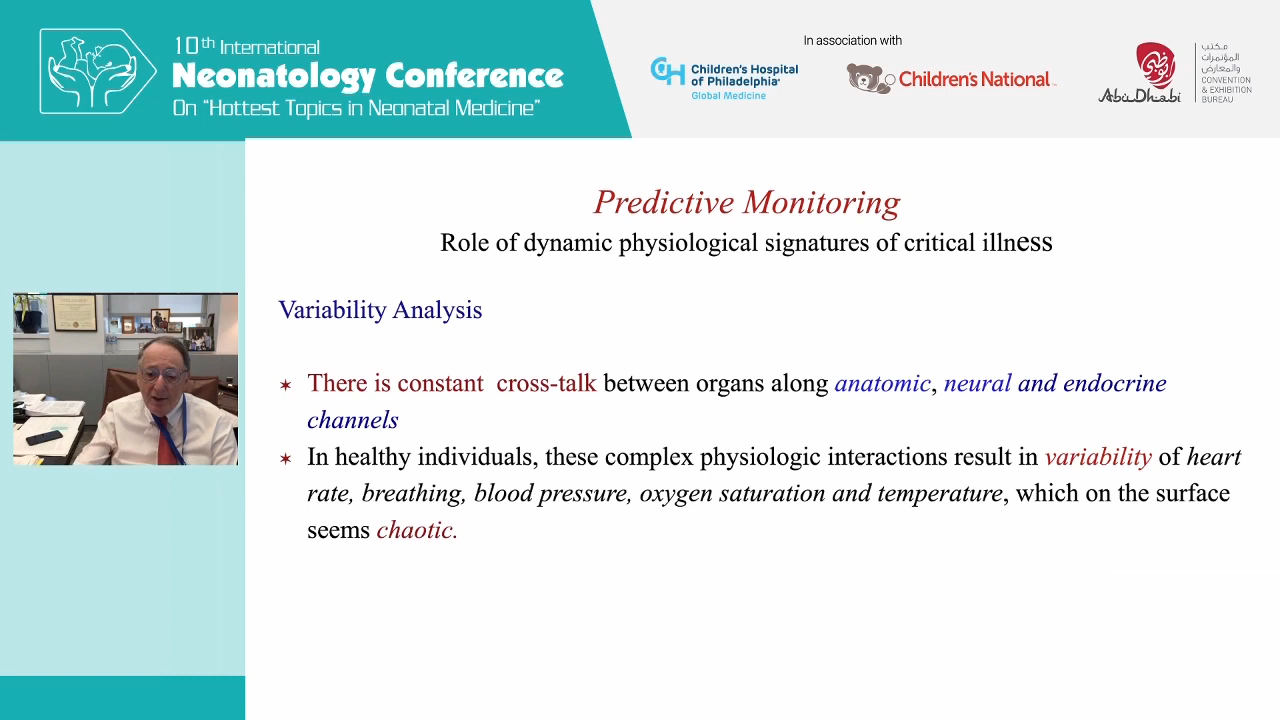 10th International
Neonatology Conference
On “Hottest Topics in Neonatal Medicine”
In association with
Children's Hospital
of Philadelphia
Global Medicine
Children's National
Abu Dhabi
أبوظبي
مكتب
المؤتمرات
والمعارض
CONVENTION
& EXHIBITION
BUREAU
Predictive Monitoring
Role of dynamic physiological signatures of critical illness
Variability Analysis
✶ There is constant cross-talk between organs along anatomic, neural and endocrine
channels
✶ In healthy individuals, these complex physiologic interactions result in variability of heart
rate, breathing, blood pressure, oxygen saturation and temperature, which on the surface
seems chaotic.